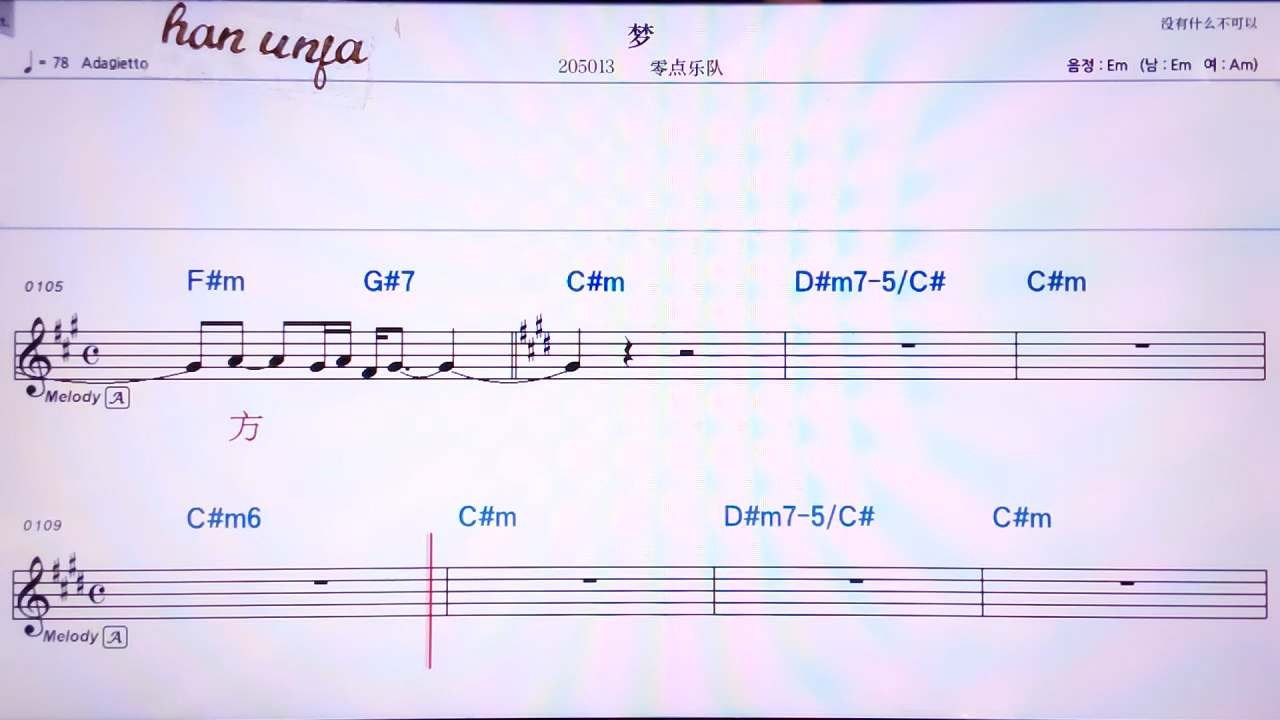 han unfa
梦
没有什么不可以
♩= 78 Adagietto
205013 零点乐队
음정 : Em (남 : Em 여 : Am)
F#m G#7 C#m D#m7-5/C# C#m
0105
Melody A
方
C#m6 C#m D#m7-5/C# C#m
0109
Melody A